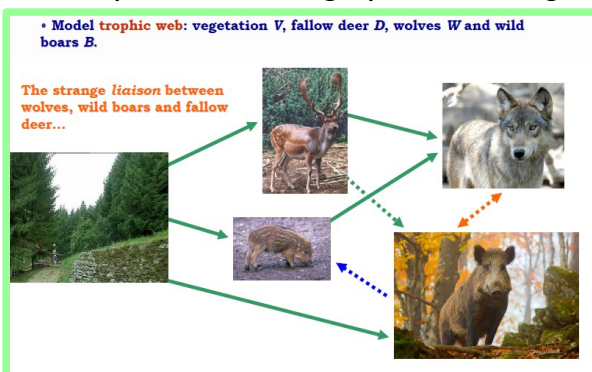 • Model trophic web: vegetation V, fallow deer D, wolves W and wild
boars B.
The strange liaison between
wolves, wild boars and fallow
deer...